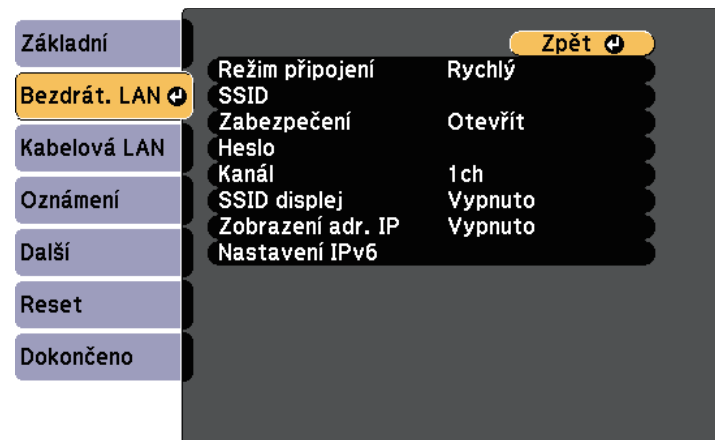 Základní
Bezdrát. LAN
Kabelová LAN
Oznámení
Další
Reset
Dokončeno
Zpět
Režim připojení Rychlý
SSID
Zabezpečení Otevřít
Heslo
Kanál 1ch
SSID displej Vypnuto
Zobrazení adr. IP Vypnuto
Nastavení IPv6